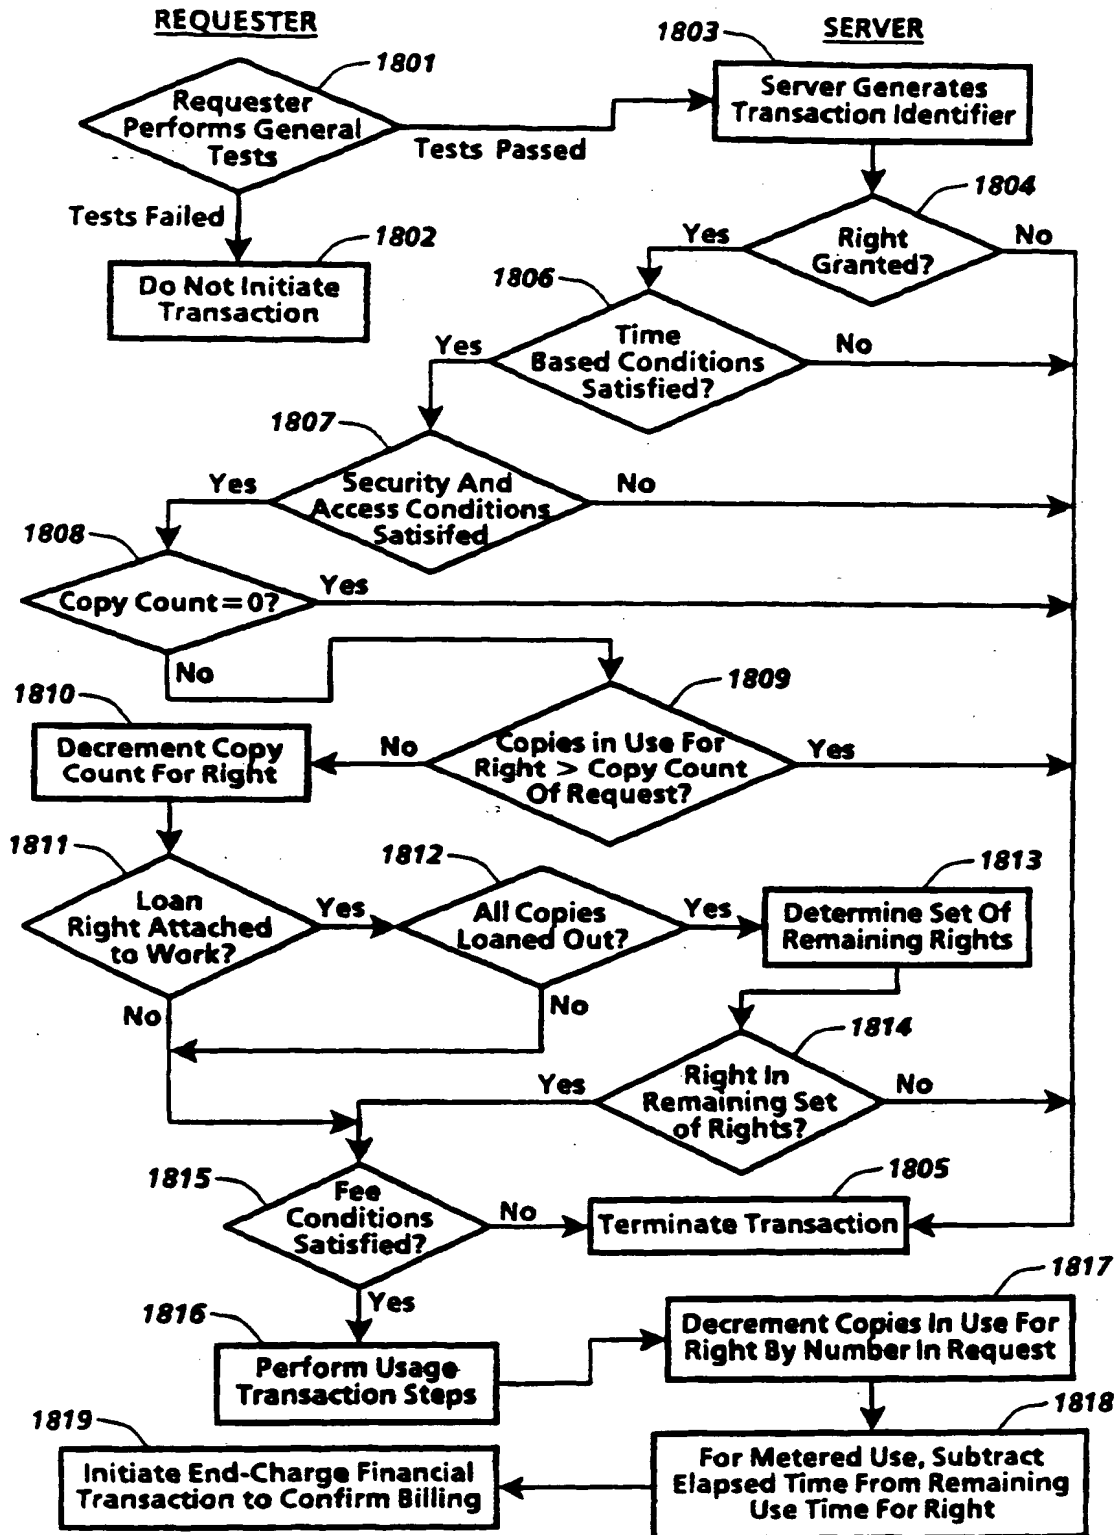 REQUESTER
SERVER
1801
1803
Requester
Performs General
Tests
Server Generates
Transaction Identifier
Tests Passed
Tests Failed
1802
Do Not Initiate
Transaction
1804
Right
Granted?
Yes
No
1806
Time
Based Conditions
Satisfied?
Yes
No
1807
Security And
Access Conditions
Satisifed
Yes
No
1808
Copy Count = 0?
Yes
No
1809
Copies in Use For
Right > Copy Count
Of Request?
No
Yes
1810
Decrement Copy
Count For Right
1811
Loan
Right Attached
to Work?
Yes
No
1812
All Copies
Loaned Out?
Yes
No
1813
Determine Set Of
Remaining Rights
1814
Right In
Remaining Set
of Rights?
Yes
No
1815
Fee
Conditions
Satisfied?
No
Yes
1805
Terminate Transaction
1816
Perform Usage
Transaction Steps
1817
Decrement Copies In Use For
Right By Number In Request
1818
For Metered Use, Subtract
Elapsed Time From Remaining
Use Time For Right
1819
Initiate End-Charge Financial
Transaction to Confirm Billing